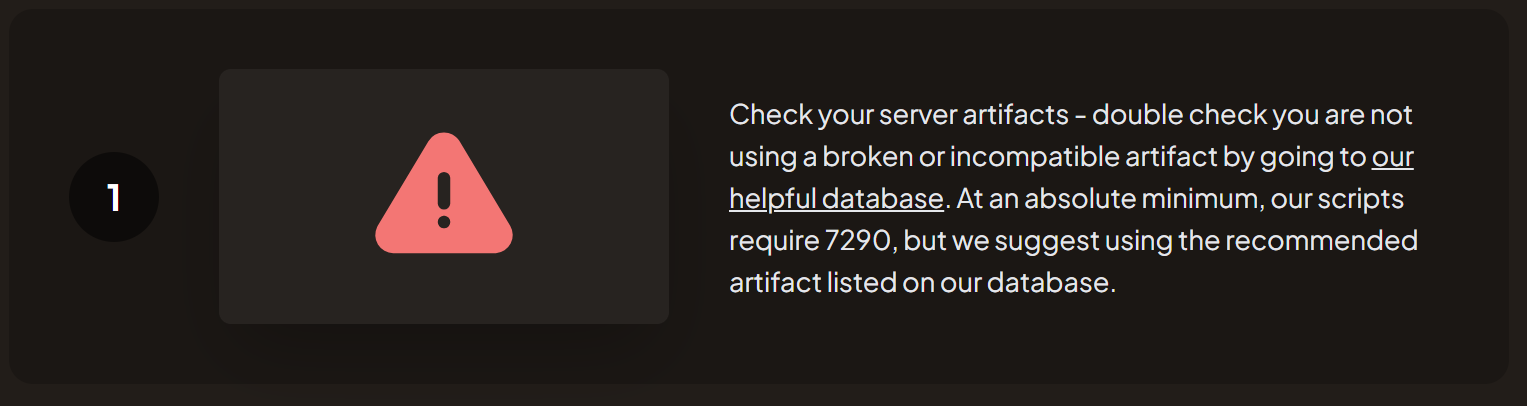 1
Check your server artifacts - double check you are not
using a broken or incompatible artifact by going to our
helpful database. At an absolute minimum, our scripts
require 7290, but we suggest using the recommended
artifact listed on our database.